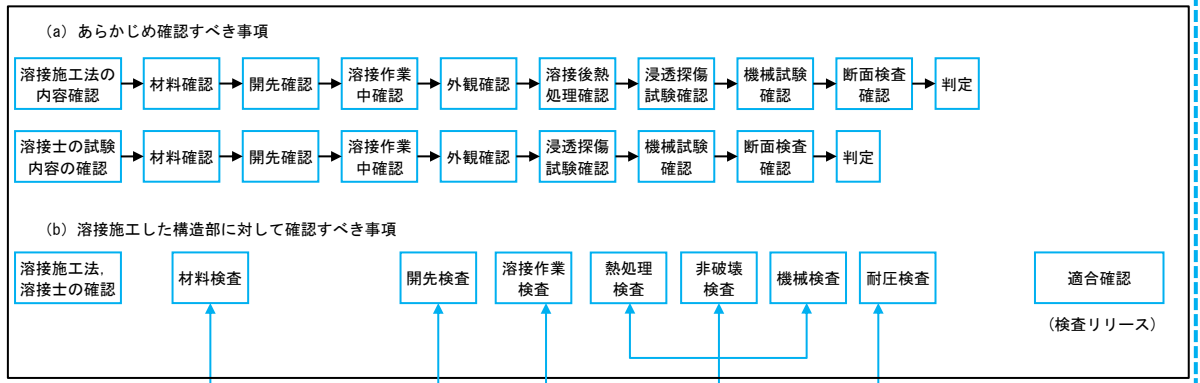 (a) あらかじめ確認すべき事項
溶接施工法の
内容確認
材料確認
開先確認
溶接作業
中確認
外観確認
溶接後熱
処理確認
浸透探傷
試験確認
機械試験
確認
断面検査
確認
判定
溶接士の試験
内容の確認
材料確認
開先確認
溶接作業
中確認
外観確認
浸透探傷
試験確認
機械試験
確認
断面検査
確認
判定
(b) 溶接施工した構造部に対して確認すべき事項
溶接施工法,
溶接士の確認
材料検査
開先検査
溶接作業
検査
熱処理
検査
非破壊
検査
機械検査
耐圧検査
適合確認
(検査リリース)